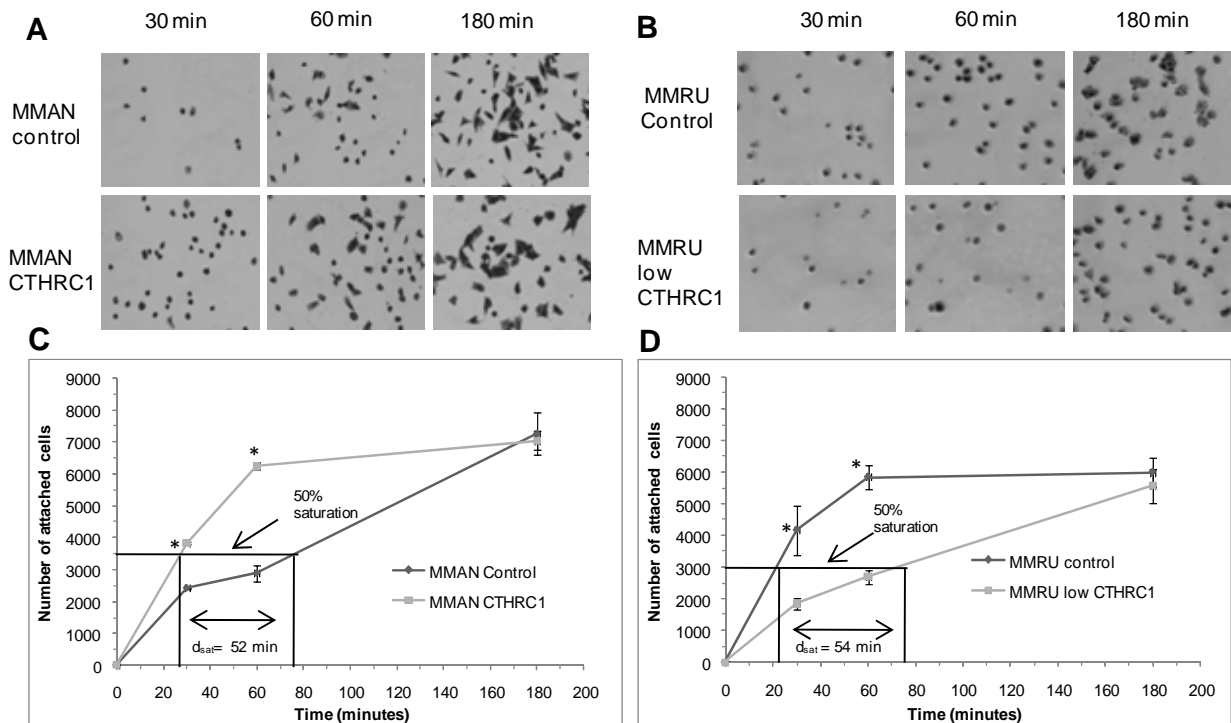 A
30 min
60 min
180 min
MMAN
control
MMAN
CTHRC1
B
30 min
60 min
180 min
MMRU
Control
MMRU
low
CTHRC1
C
Number of attached cells
9000
8000
7000
6000
5000
4000
3000
2000
1000
0
*
*
50%
saturation
MMAN Control
MMAN CTHRC1
dsat= 52 min
0 20 40 60 80 100 120 140 160 180 200
Time (minutes)
D
Number of attached cells
9000
8000
7000
6000
5000
4000
3000
2000
1000
0
*
*
50%
saturation
MMRU control
MMRU low CTHRC1
dsat= 54 min
0 20 40 60 80 100 120 140 160 180 200
Time (minutes)